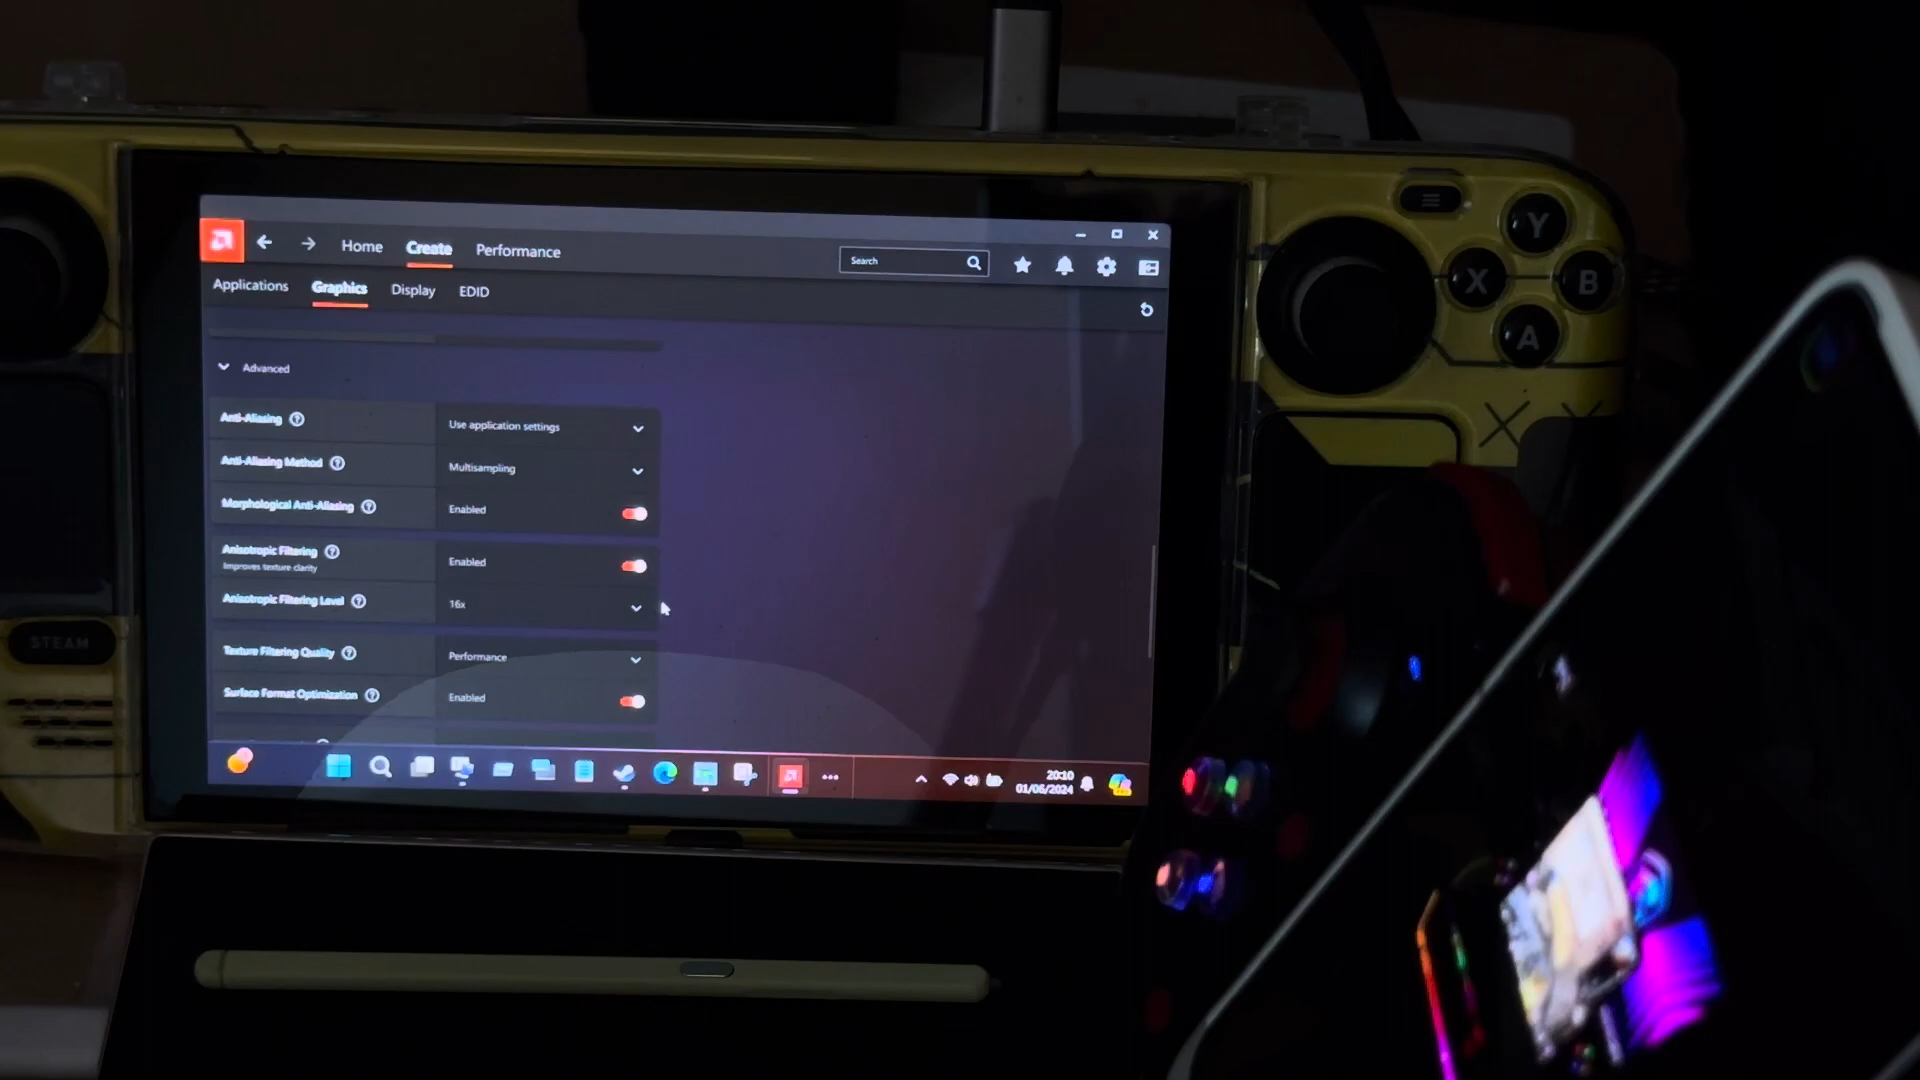 Home
Create
Performance
Search
Applications
Graphics
Display
EDID
Advanced
Anti-Aliasing
Use application settings
Anti-Aliasing Method
Multisampling
Morphological Anti-Aliasing
Enabled
Anisotropic Filtering
Improves texture clarity
Enabled
Anisotropic Filtering Level
16x
Texture Filtering Quality
Performance
Surface Format Optimization
Enabled
20:10
01/06/2024
STEAM
Y
X
B
A